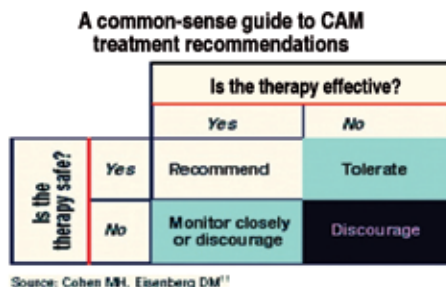 A common-sense guide to CAM
treatment recommendations
Is the therapy effective?
Yes No
Is the
therapy safe?
Yes Recommend Tolerate
No Monitor closely
or discourage Discourage
Source: Cohen MH, Eisenberg DM¹¹